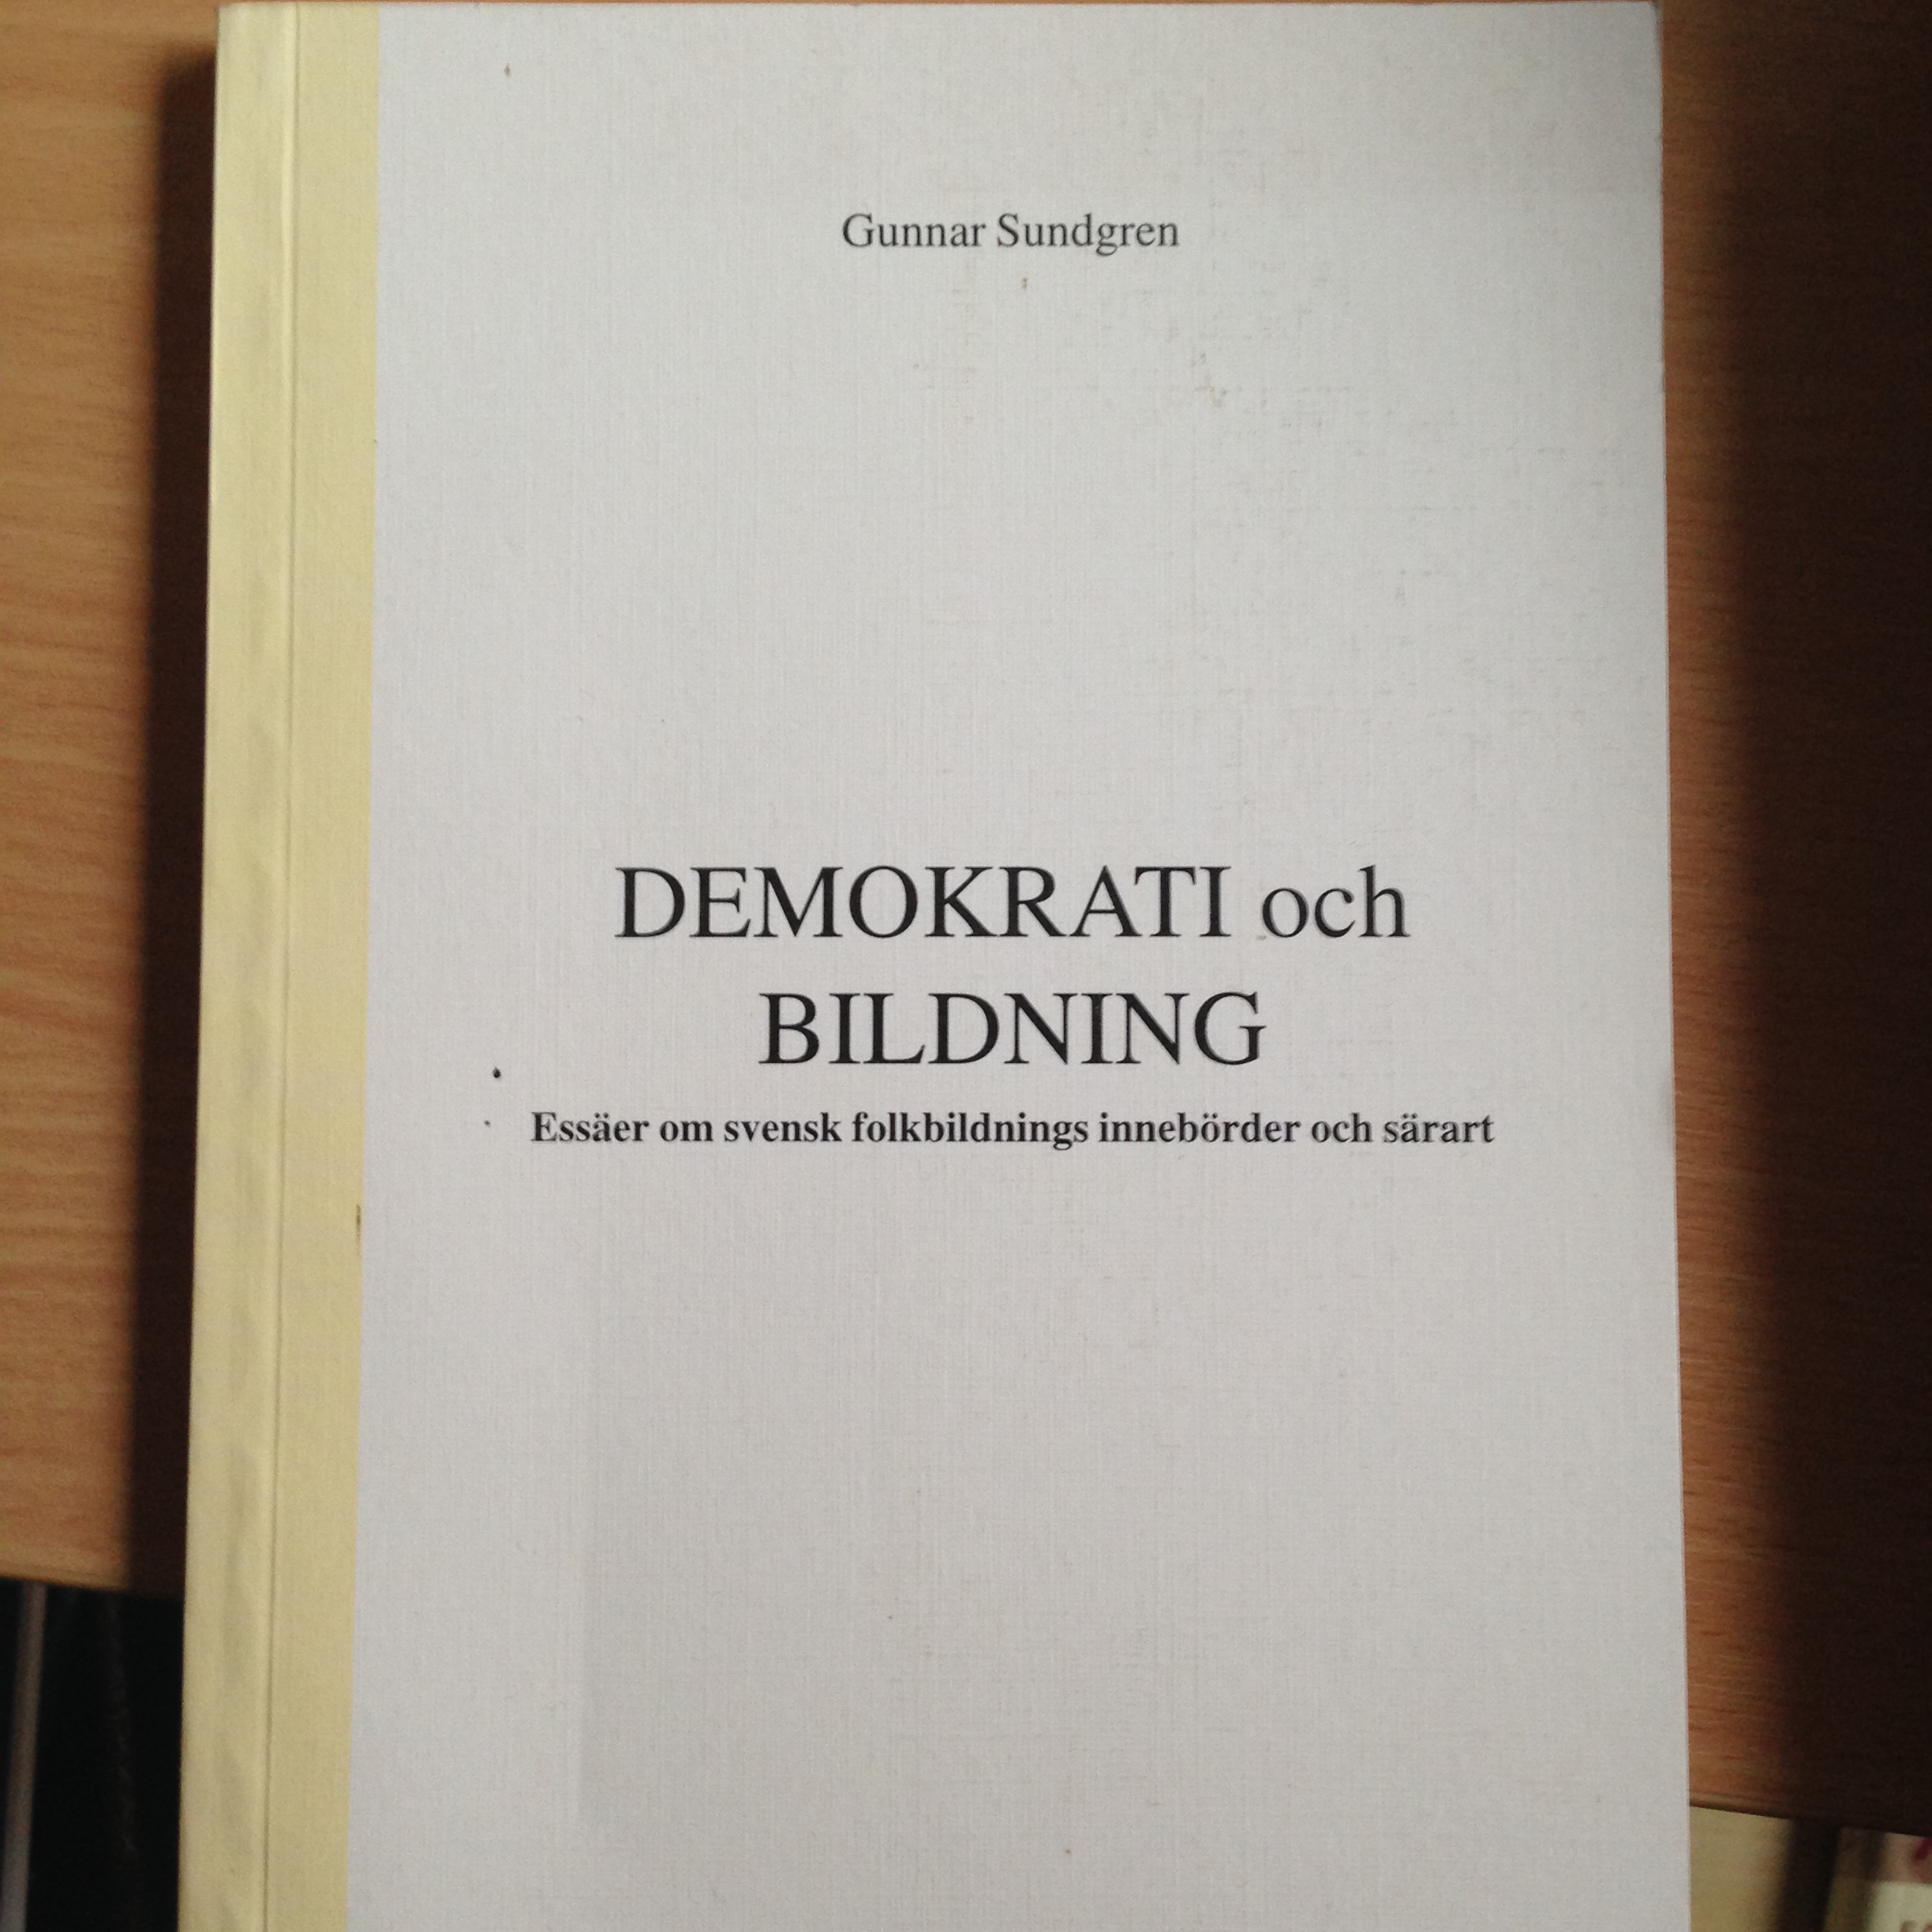 Gunnar Sundgren
DEMOKRATI och
BILDNING
Essäer om svensk folkbildnings innebörder och särart